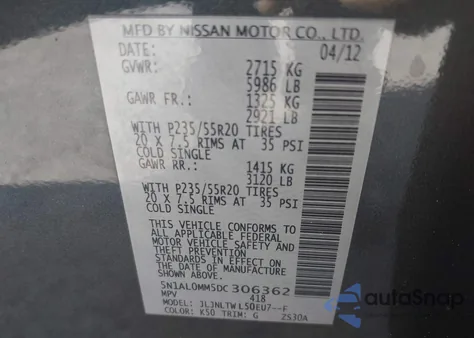 MFD BY NISSAN MOTOR CO., LTD.
DATE: 04/12
GVWR: 2715 KG
5986 LB
GAWR FR.: 1325 KG
2921 LB
WITH P235/55R20 TIRES
20 X 7.5 RIMS AT 35 PSI
COLD SINGLE
GAWR RR.: 1415 KG
3120 LB
WITH P235/55R20 TIRES
20 X 7.5 RIMS AT 35 PSI
COLD SINGLE
THIS VEHICLE CONFORMS TO
ALL APPLICABLE FEDERAL
MOTOR VEHICLE SAFETY AND
THEFT PREVENTION
STANDARDS IN EFFECT ON
THE DATE OF MANUFACTURE
SHOWN ABOVE.
5N1AL0MM5DC306362
MPV 418
JLJNLTWL50EU7--F
COLOR: K50 TRIM: G ZS30A
AutoSnap